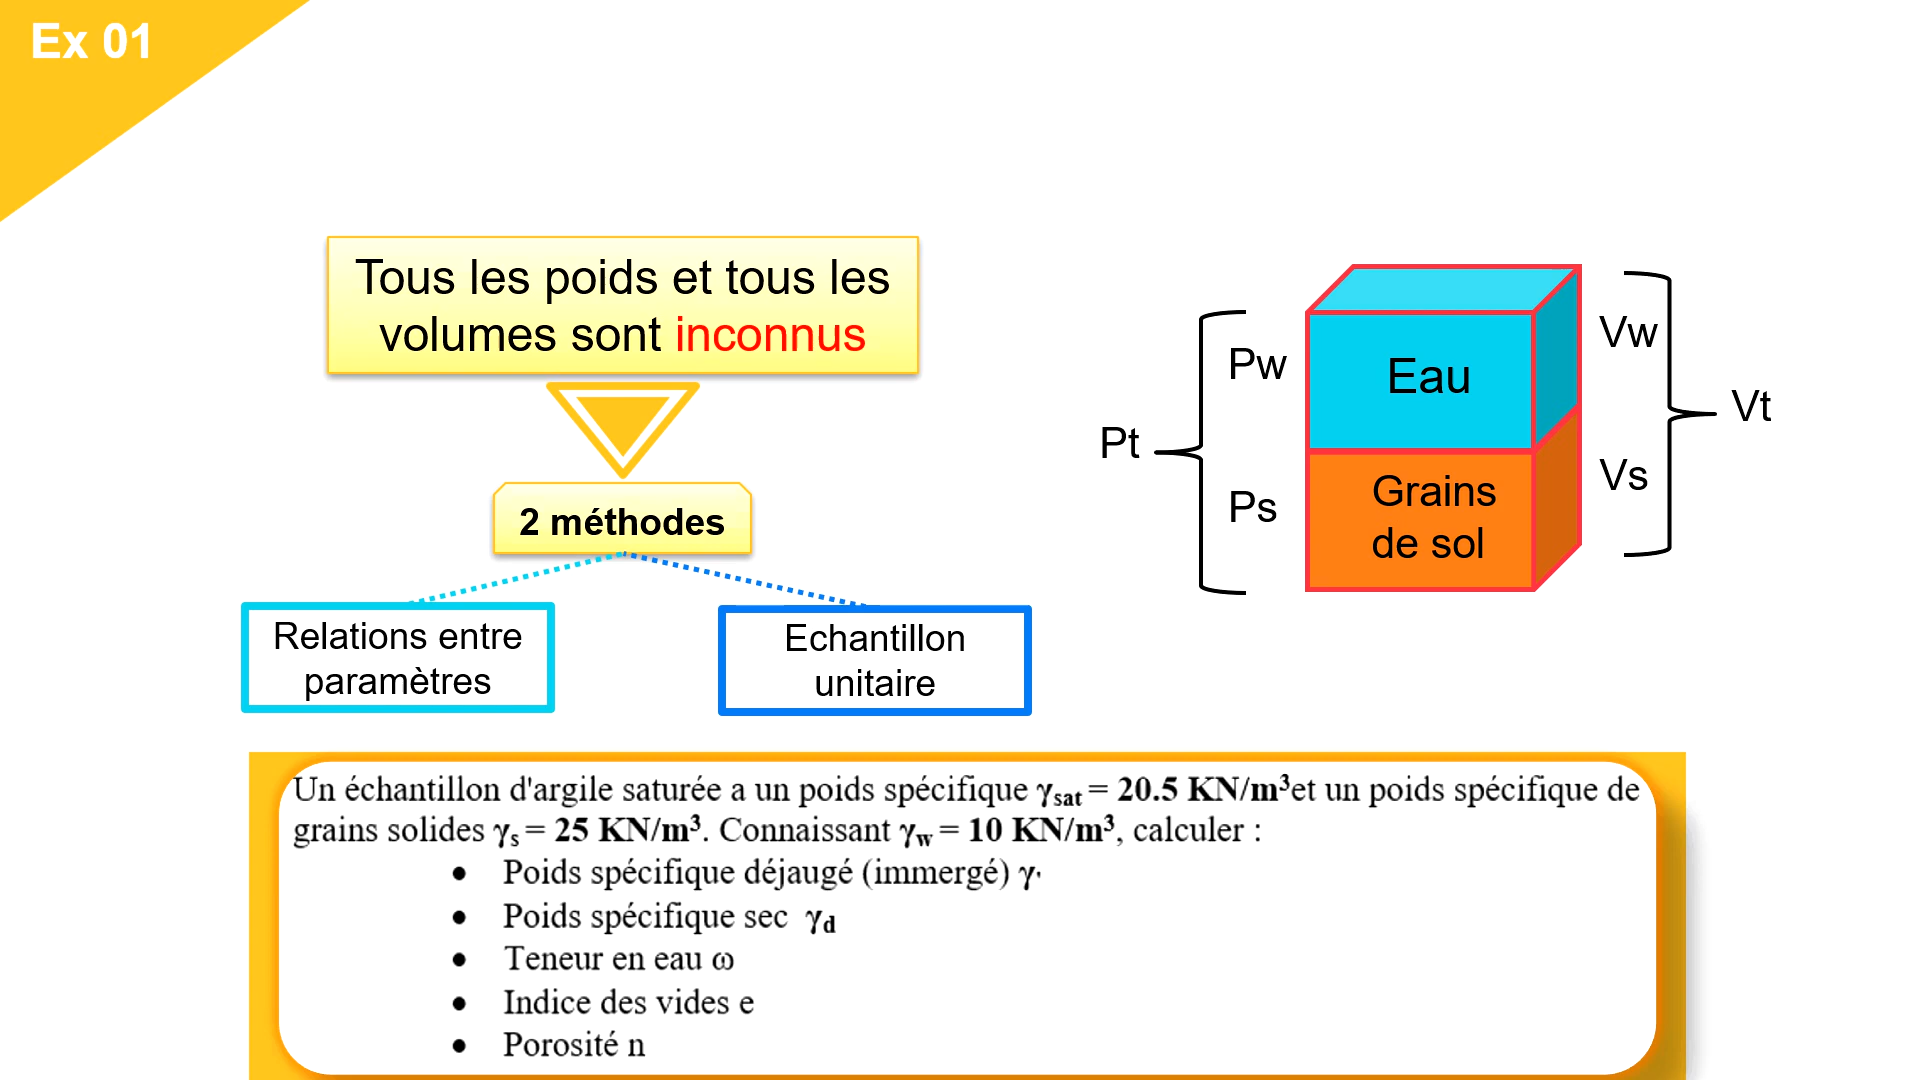 Ex 01
Tous les poids et tous les
volumes sont inconnus
2 méthodes
Relations entre
paramètres
Echantillon
unitaire
Pt
Pw
Ps
Eau
Grains
de sol
Vw
Vs
Vt
Un échantillon d'argile saturée a un poids spécifique γsat = 20.5 KN/m³et un poids spécifique de
grains solides γs = 25 KN/m³. Connaissant γw = 10 KN/m³, calculer :
• Poids spécifique déjaugé (immergé) γ'
• Poids spécifique sec γd
• Teneur en eau ω
• Indice des vides e
• Porosité n